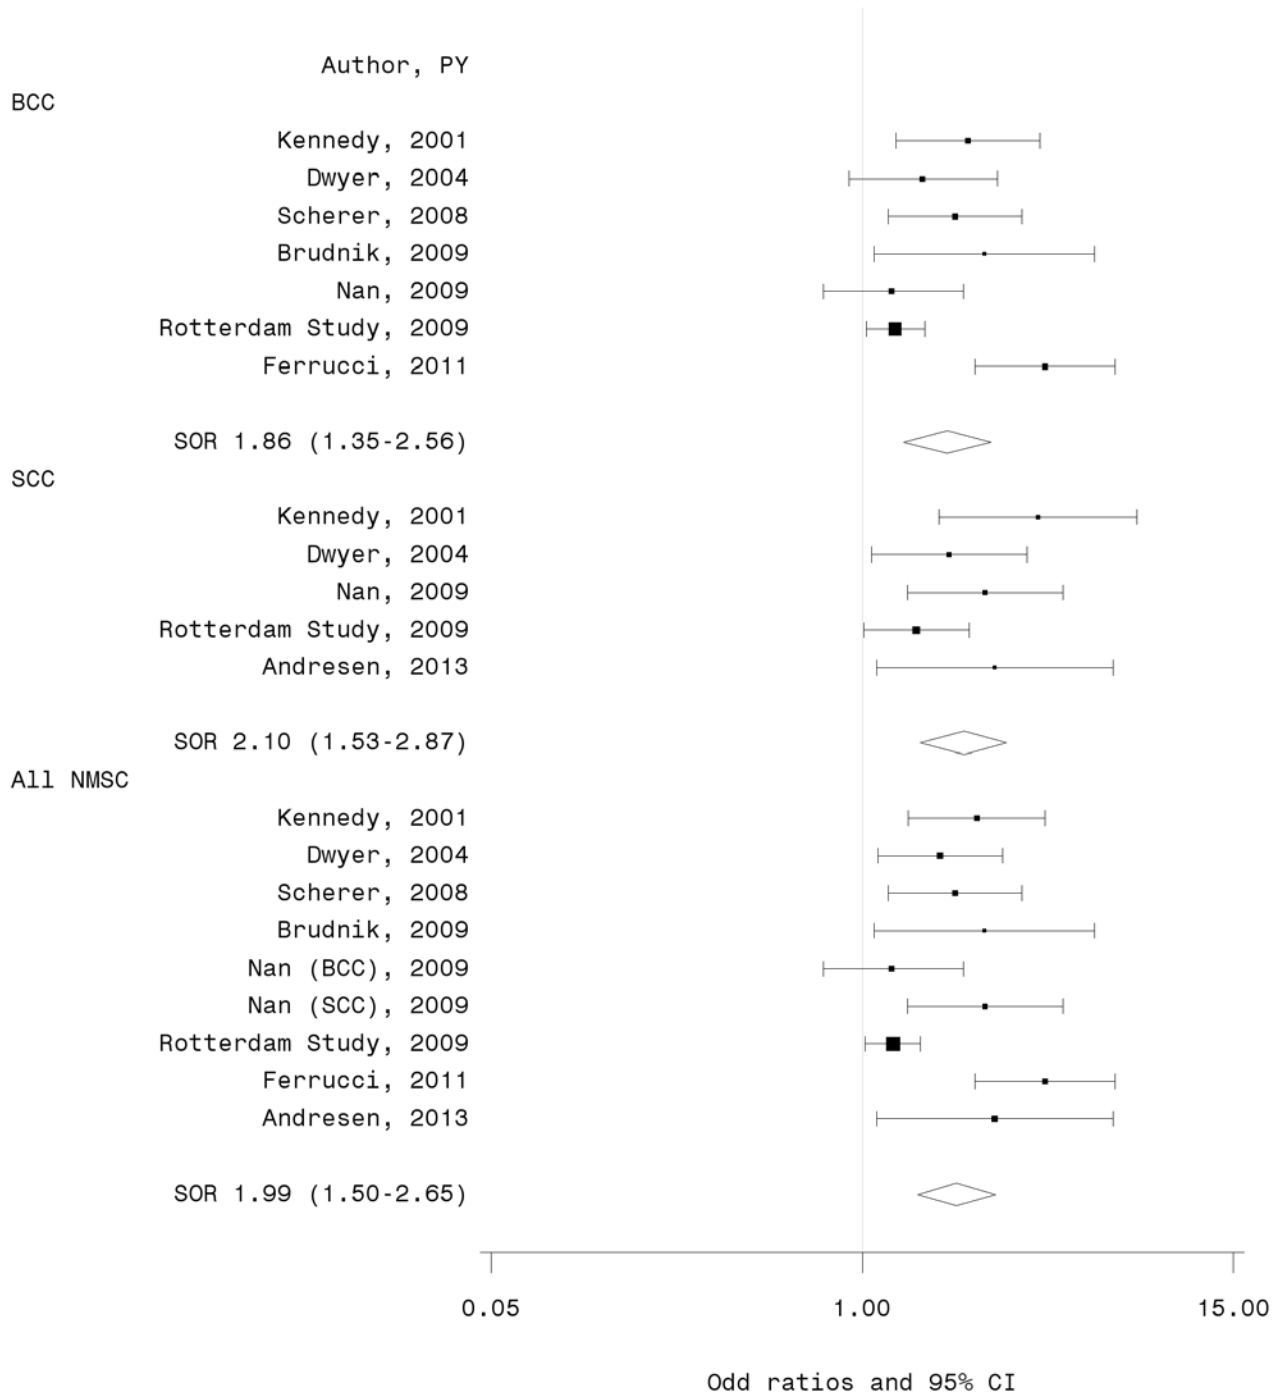 Author, PY
BCC
Kennedy, 2001
Dwyer, 2004
Scherer, 2008
Brudnik, 2009
Nan, 2009
Rotterdam Study, 2009
Ferrucci, 2011
SOR 1.86 (1.35-2.56)
SCC
Kennedy, 2001
Dwyer, 2004
Nan, 2009
Rotterdam Study, 2009
Andresen, 2013
SOR 2.10 (1.53-2.87)
All NMSC
Kennedy, 2001
Dwyer, 2004
Scherer, 2008
Brudnik, 2009
Nan (BCC), 2009
Nan (SCC), 2009
Rotterdam Study, 2009
Ferrucci, 2011
Andresen, 2013
SOR 1.99 (1.50-2.65)
0.05 1.00 15.00
Odd ratios and 95% CI